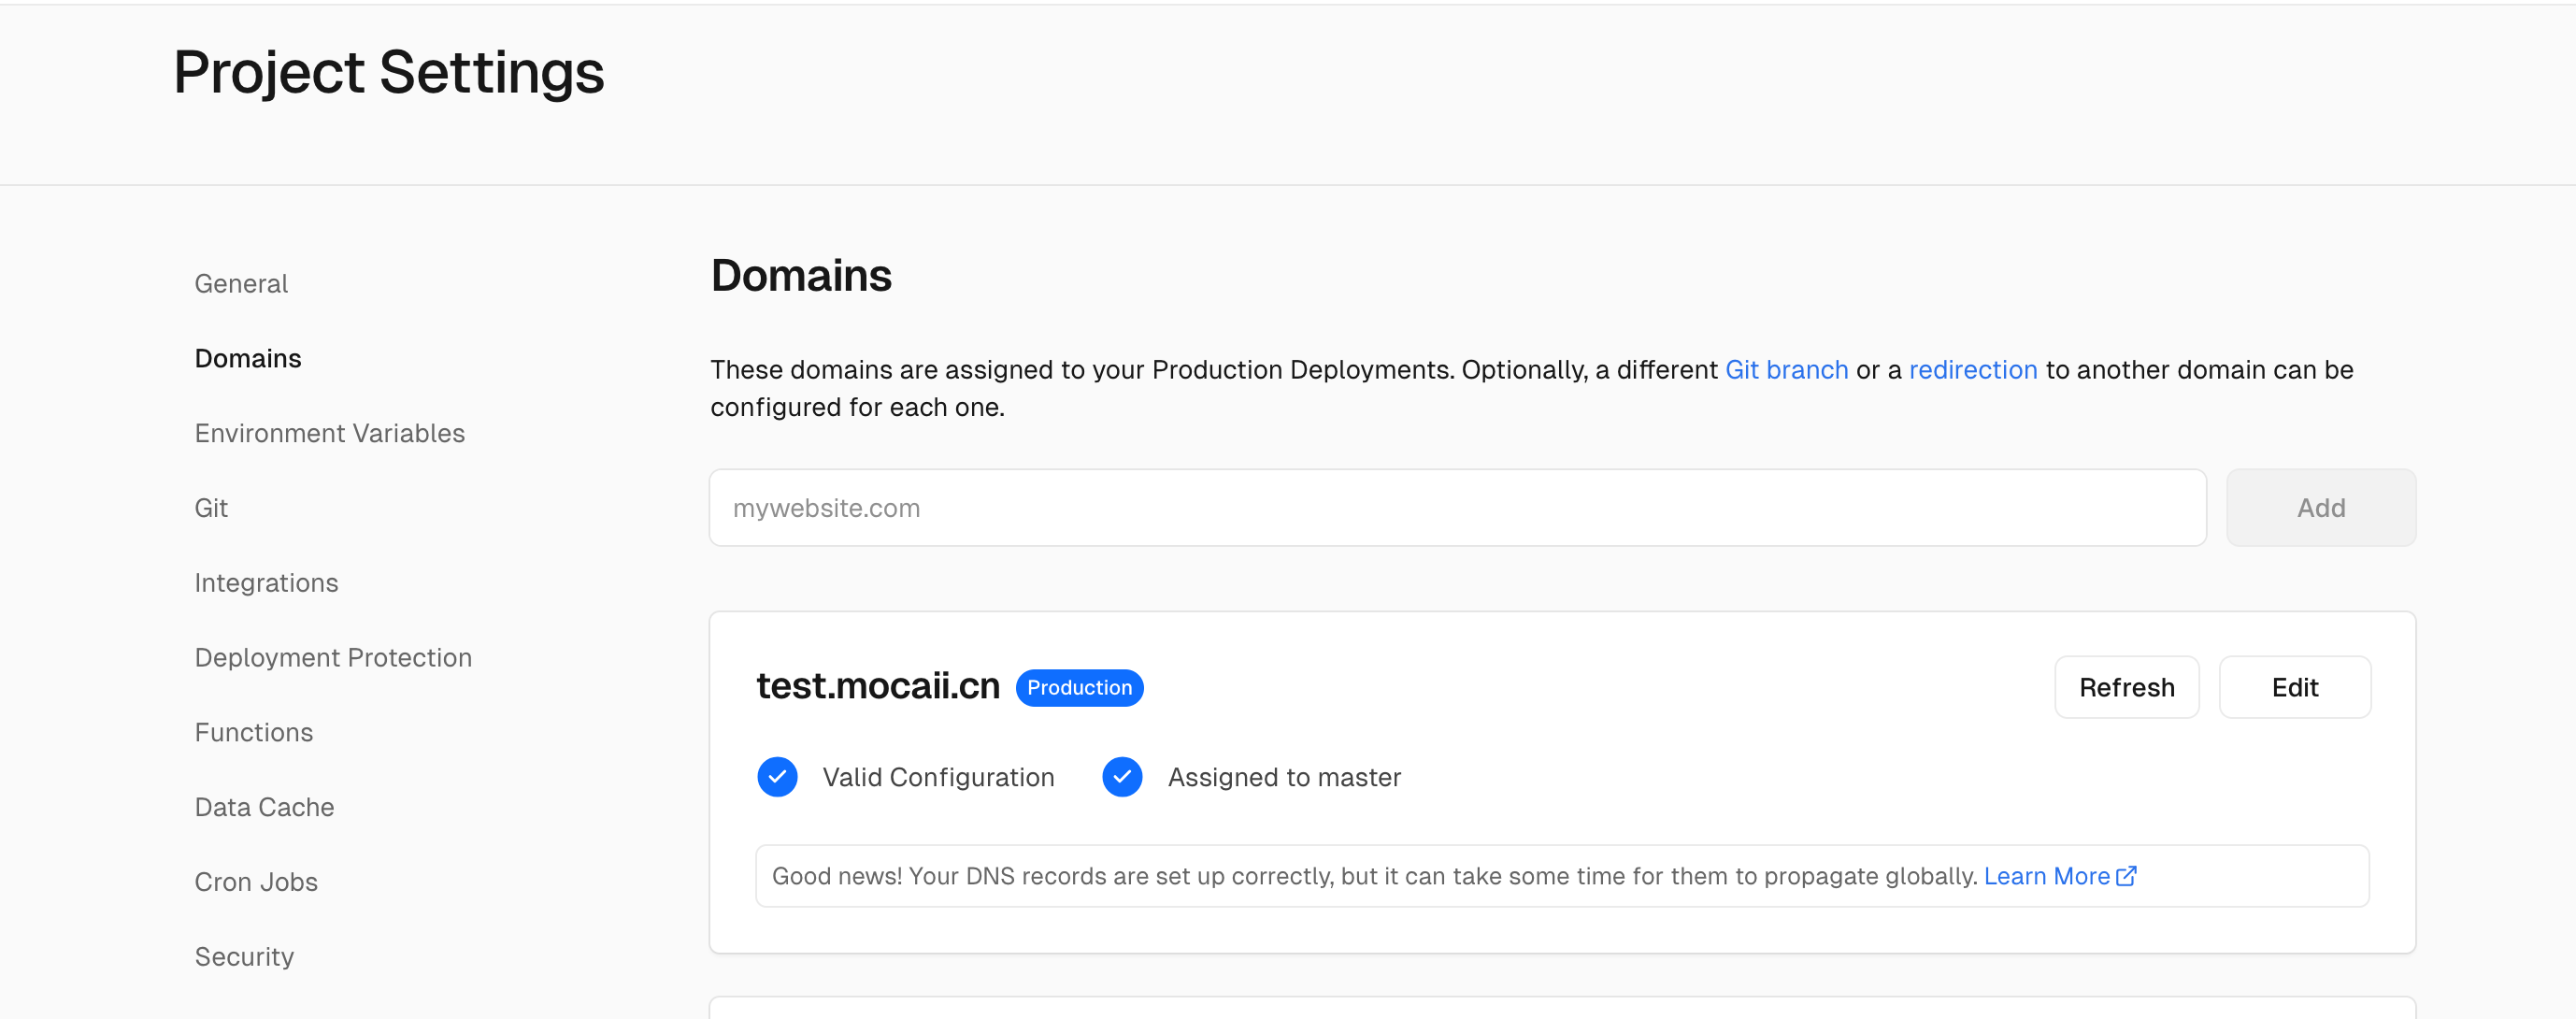 Project Settings
General
Domains
Environment Variables
Git
Integrations
Deployment Protection
Functions
Data Cache
Cron Jobs
Security
Domains
These domains are assigned to your Production Deployments. Optionally, a different Git branch or a redirection to another domain can be
configured for each one.
mywebsite.com
Add
test.mocaii.cn Production
Refresh
Edit
Valid Configuration
Assigned to master
Good news! Your DNS records are set up correctly, but it can take some time for them to propagate globally. Learn More